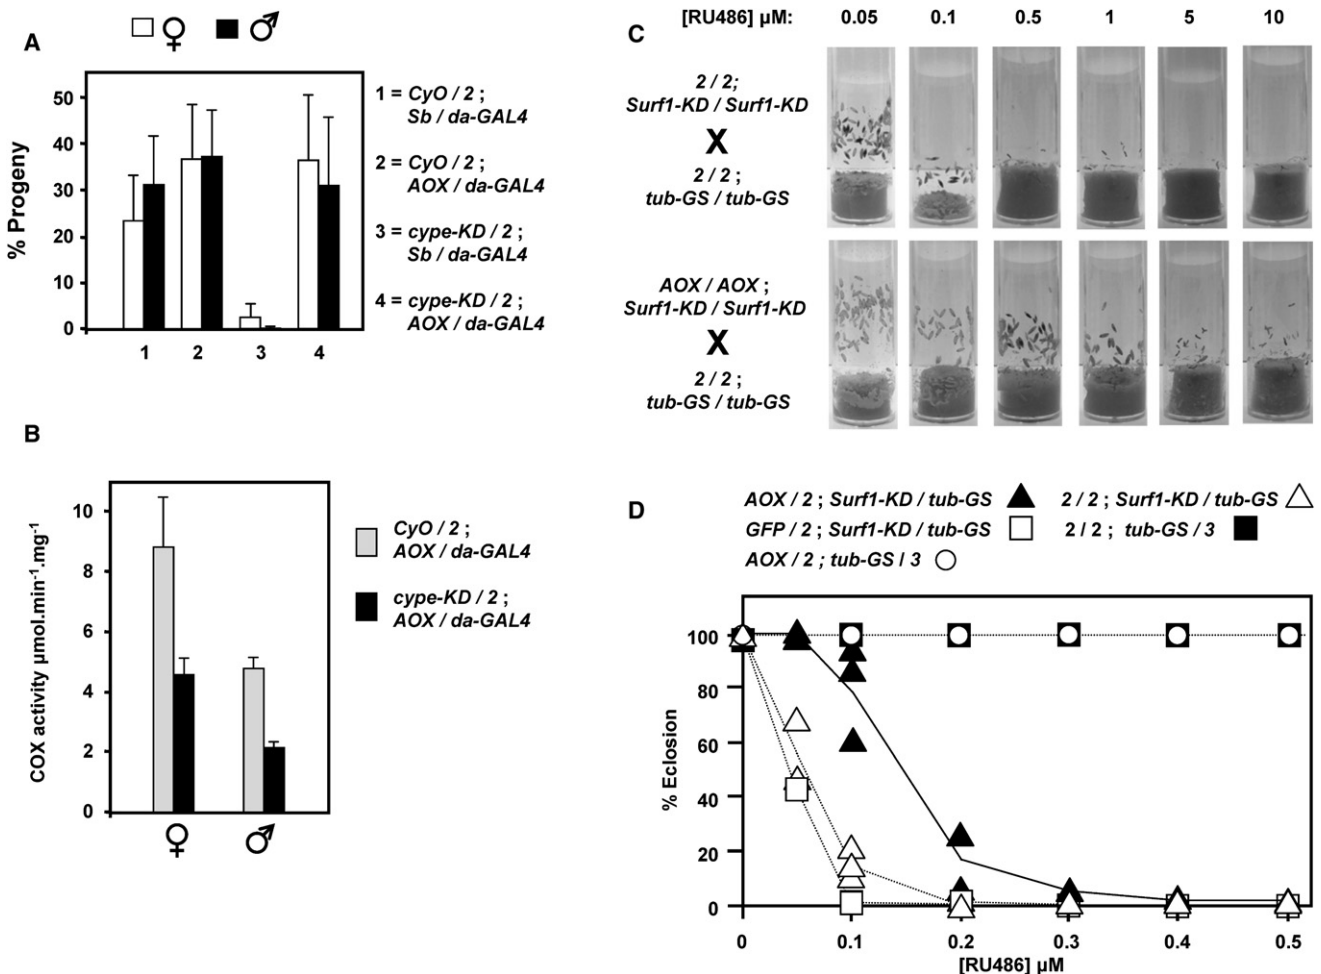 A
♀ ♂
% Progeny
50
40
30
20
10
0
1 2 3 4
1 = CyO / 2 ;
Sb / da-GAL4
2 = CyO / 2 ;
AOX / da-GAL4
3 = cype-KD / 2 ;
Sb / da-GAL4
4 = cype-KD / 2 ;
AOX / da-GAL4
B
COX activity µmol.min-1.mg-1
10
8
6
4
2
0
♀ ♂
CyO / 2 ;
AOX / da-GAL4
cype-KD / 2 ;
AOX / da-GAL4
C
[RU486] µM: 0.05 0.1 0.5 1 5 10
2 / 2;
Surf1-KD / Surf1-KD
X
2 / 2 ;
tub-GS / tub-GS
AOX / AOX ;
Surf1-KD / Surf1-KD
X
2 / 2 ;
tub-GS / tub-GS
D
AOX / 2 ; Surf1-KD / tub-GS 2 / 2 ; Surf1-KD / tub-GS
GFP / 2 ; Surf1-KD / tub-GS 2 / 2 ; tub-GS / 3
AOX / 2 ; tub-GS / 3
% Eclosion
100
80
60
40
20
0
0 0.1 0.2 0.3 0.4 0.5
[RU486] µM